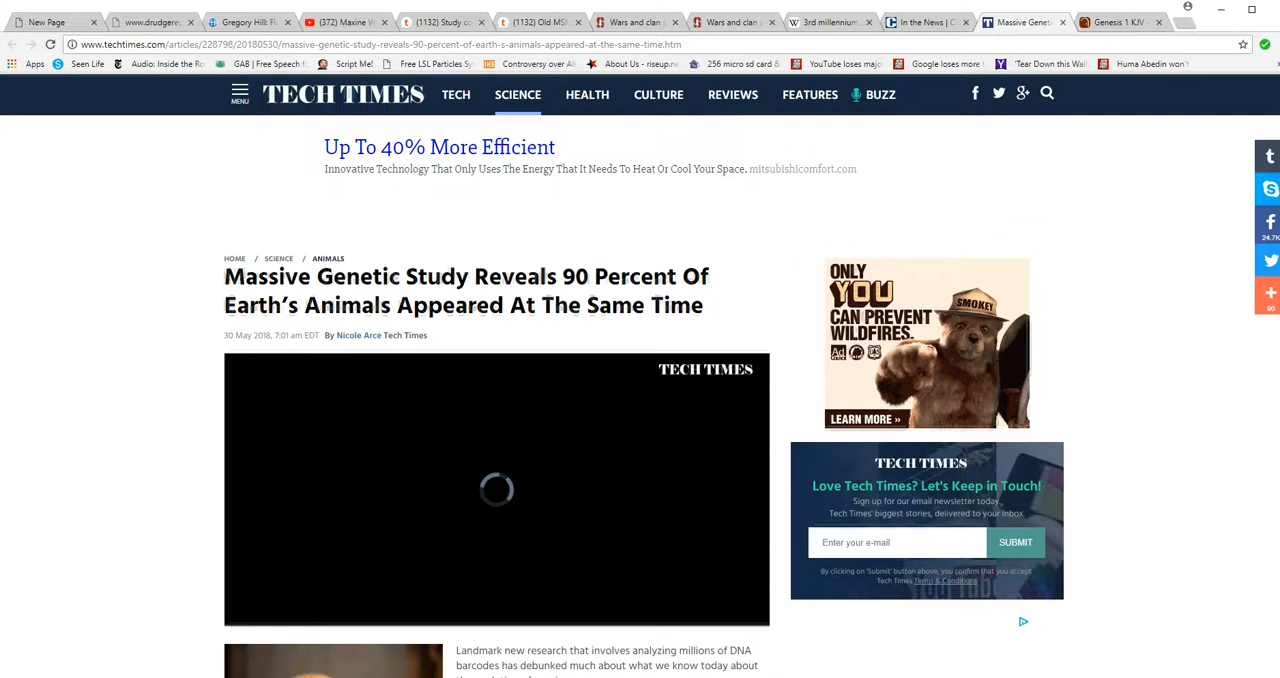 New Page
www.drudgerep
Gregory Hill: Fl
(372) Maxine W
(1132) Study co
(1132) Old MSN
Wars and clan s
Wars and clan s
3rd millennium
In the News | C
Massive Genetic
Genesis 1 KJV -
www.techtimes.com/articles/228798/20180530/massive-genetic-study-reveals-90-percent-of-earth-s-animals-appeared-at-the-same-time.htm
Apps
Seen Life
Audio: Inside the Ro
GAB | Free Speech fo
Script Me!
Free LSL Particles Sy
Controversy over Al
About Us - riseup.ne
256 micro sd card &
YouTube loses majo
Google loses more
'Tear Down this Wall
Huma Abedin won't
MENU
TECH TIMES
TECH
SCIENCE
HEALTH
CULTURE
REVIEWS
FEATURES
BUZZ
Up To 40% More Efficient
Innovative Technology That Only Uses The Energy That It Needs To Heat Or Cool Your Space. mitsubishicomfort.com
24.7K
80
HOME / SCIENCE / ANIMALS
Massive Genetic Study Reveals 90 Percent Of
Earth's Animals Appeared At The Same Time
30 May 2018, 7:01 am EDT By Nicole Arce Tech Times
TECH TIMES
ONLY
YOU
CAN PREVENT
WILDFIRES.
SMOKEY
Ad
LEARN MORE »
TECH TIMES
Love Tech Times? Let's Keep in Touch!
Sign up for our email newsletter today.
Tech Times' biggest stories, delivered to your inbox.
Enter your e-mail
SUBMIT
By clicking on 'Submit' button above, you confirm that you accept
Tech Times Terms & Conditions
Landmark new research that involves analyzing millions of DNA
barcodes has debunked much about what we know today about